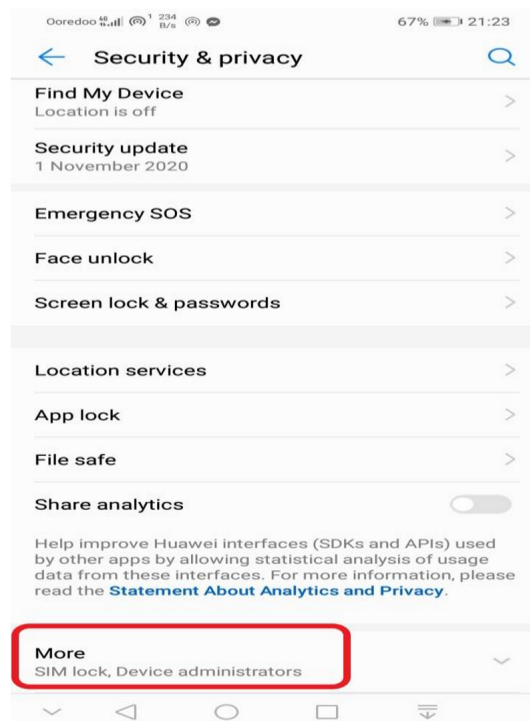 Ooredoo 4G 1 234 B/s 67% 21:23
Security & privacy
Find My Device
Location is off
Security update
1 November 2020
Emergency SOS
Face unlock
Screen lock & passwords
Location services
App lock
File safe
Share analytics
Help improve Huawei interfaces (SDKs and APIs) used
by other apps by allowing statistical analysis of usage
data from these interfaces. For more information, please
read the Statement About Analytics and Privacy.
More
SIM lock, Device administrators